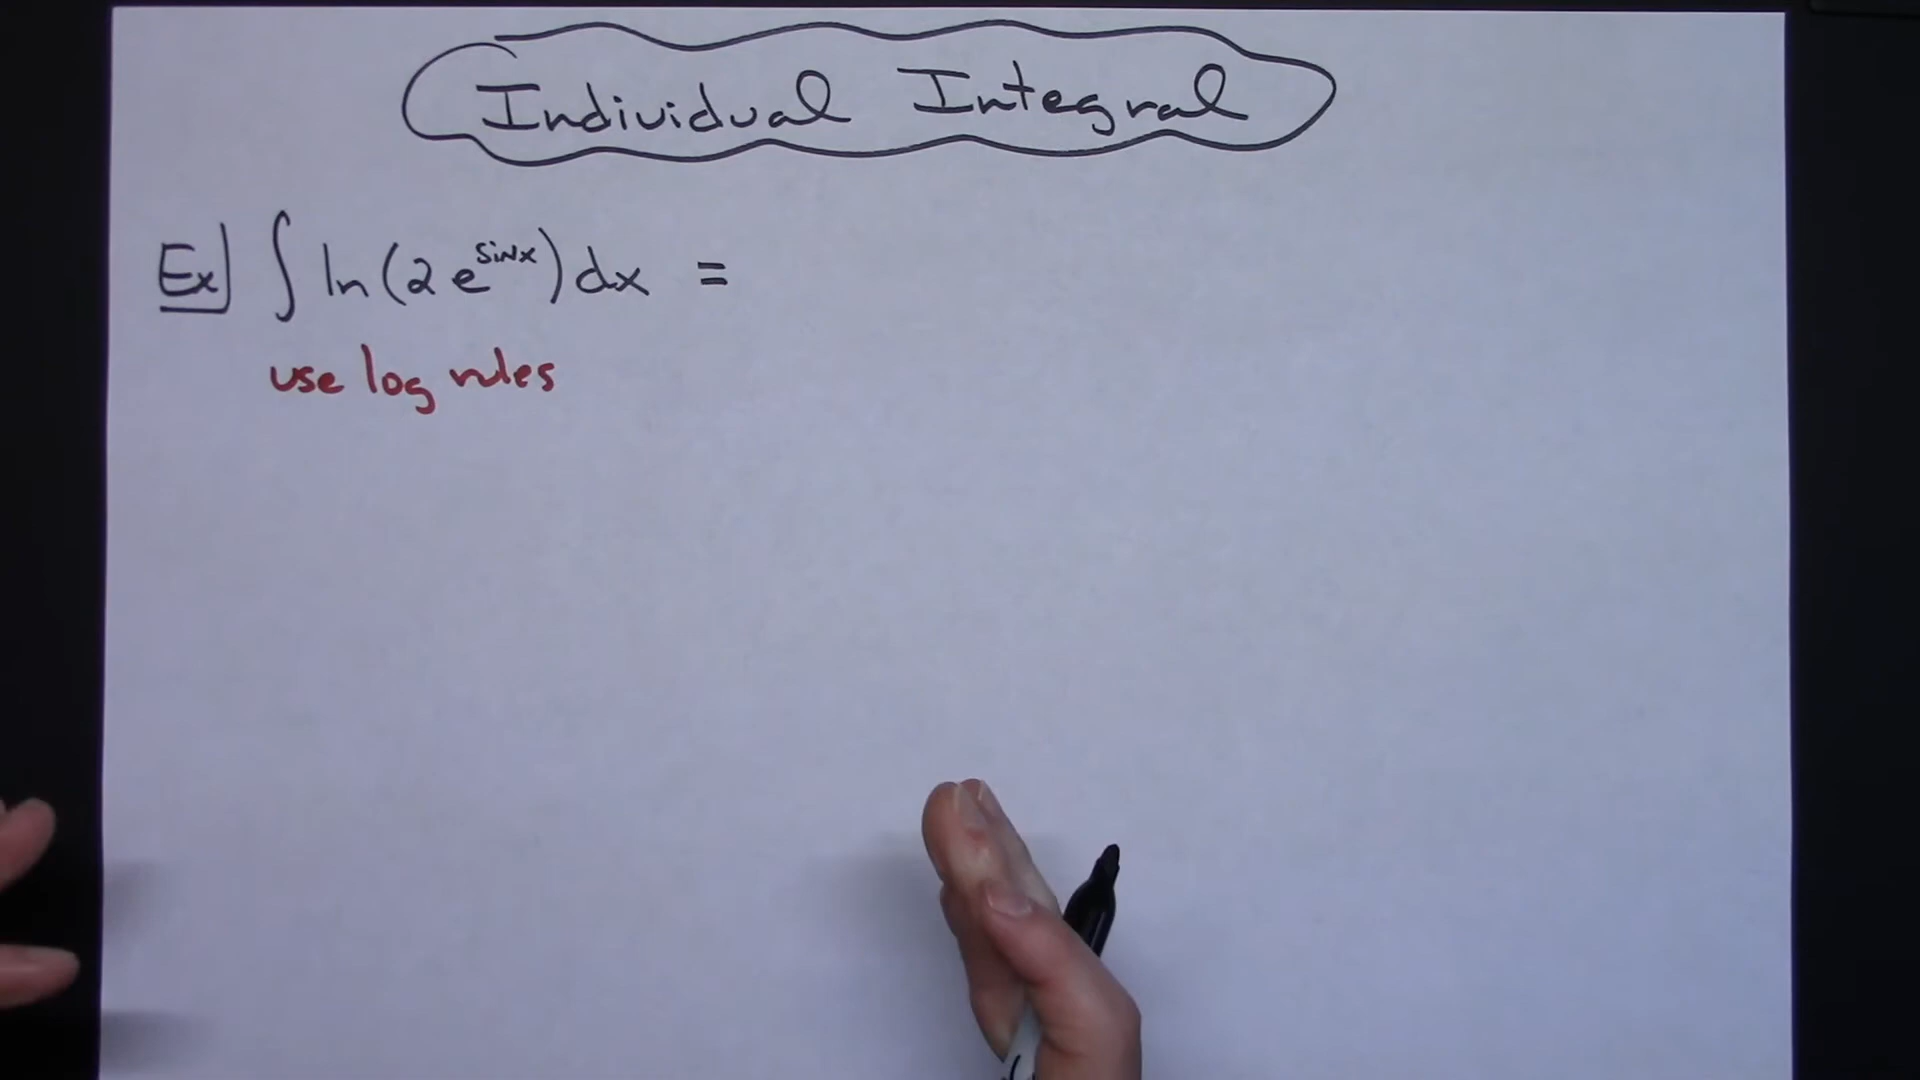 Individual Integral
Ex] ∫ ln(2e^sinx)dx =
use log rules